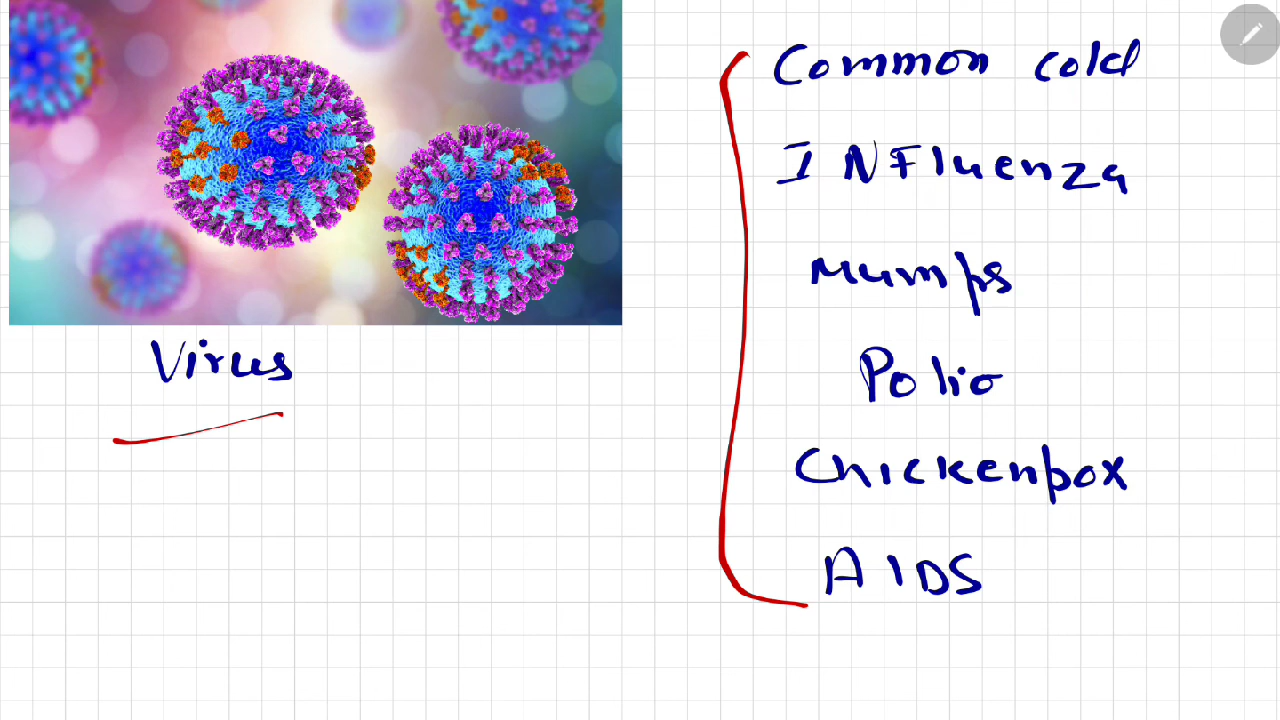 Virus
Common cold
INFluenza
Mumps
Polio
Chickenpox
AIDS